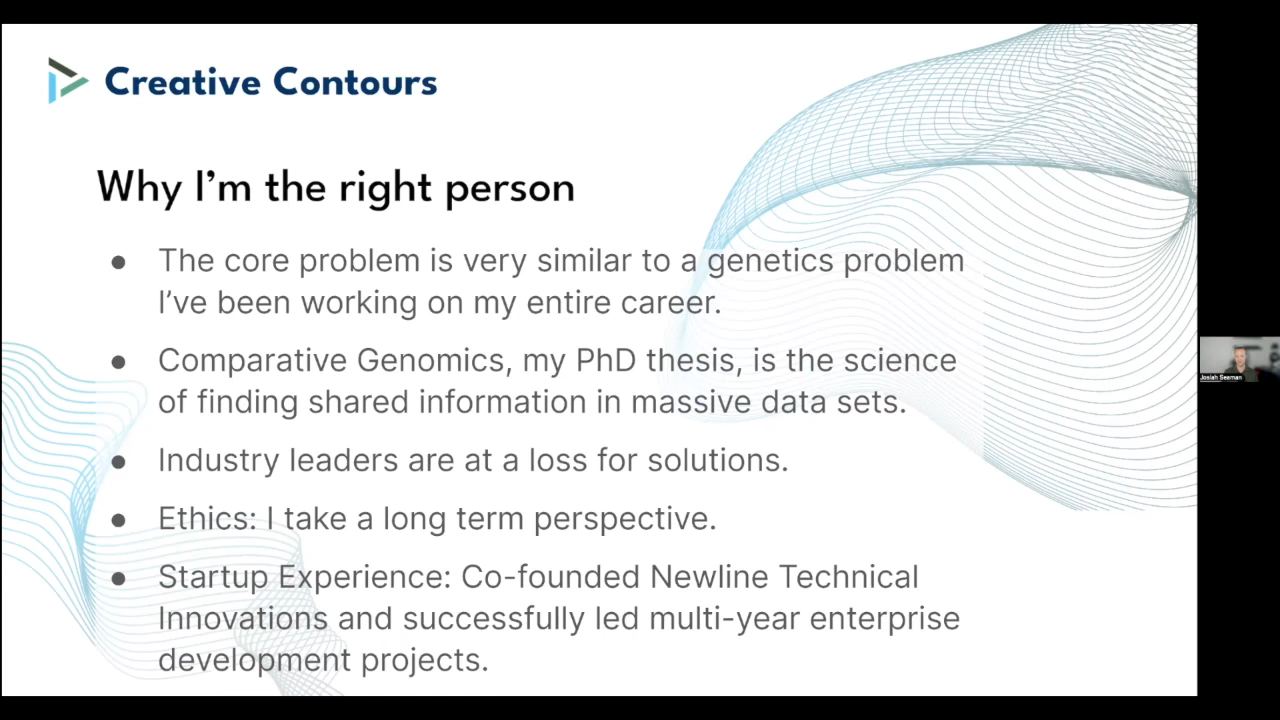 Creative Contours
Why I'm the right person
● The core problem is very similar to a genetics problem
I've been working on my entire career.
● Comparative Genomics, my PhD thesis, is the science
of finding shared information in massive data sets.
● Industry leaders are at a loss for solutions.
● Ethics: I take a long term perspective.
● Startup Experience: Co-founded Newline Technical
Innovations and successfully led multi-year enterprise
development projects.
Josiah Seaman